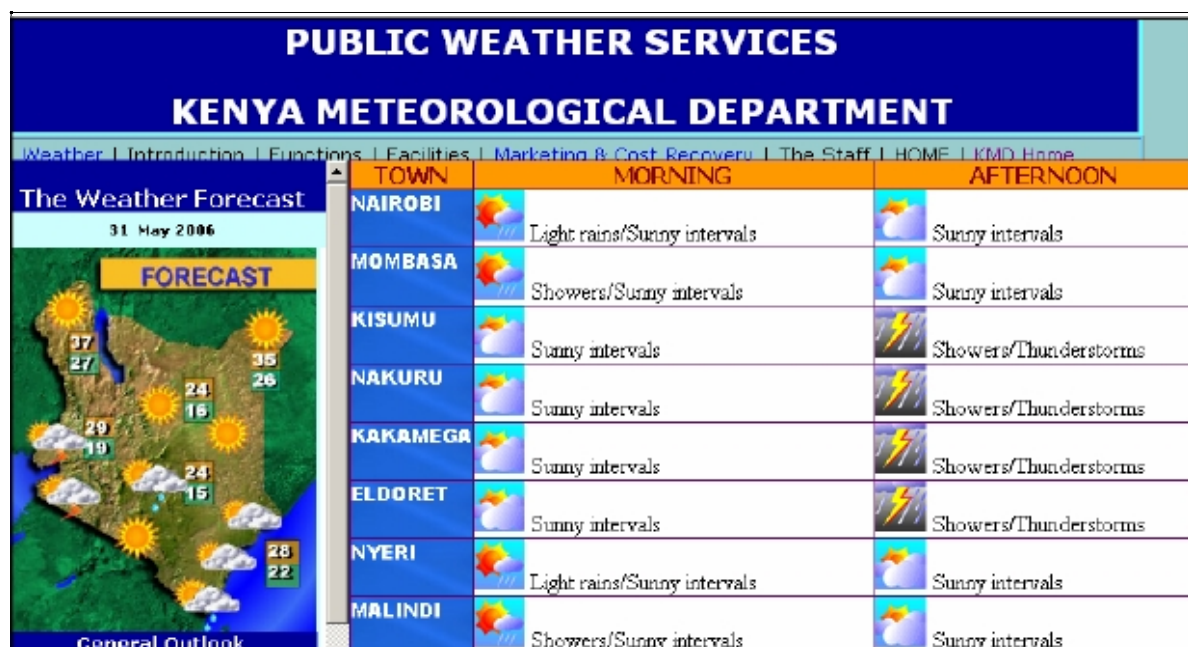 PUBLIC WEATHER SERVICES
KENYA METEOROLOGICAL DEPARTMENT
Weather | Introduction | Functions | Facilities | Marketing & Cost Recovery | The Staff | HOME | KMD Home
The Weather Forecast
31 May 2006
FORECAST
37
27
35
26
24
16
29
19
24
15
28
22
General Outlook
TOWN MORNING AFTERNOON
NAIROBI Light rains/Sunny intervals Sunny intervals
MOMBASA Showers/Sunny intervals Sunny intervals
KISUMU Sunny intervals Showers/Thunderstorms
NAKURU Sunny intervals Showers/Thunderstorms
KAKAMEGA Sunny intervals Showers/Thunderstorms
ELDORET Sunny intervals Showers/Thunderstorms
NYERI Light rains/Sunny intervals Sunny intervals
MALINDI Showers/Sunny intervals Sunny intervals